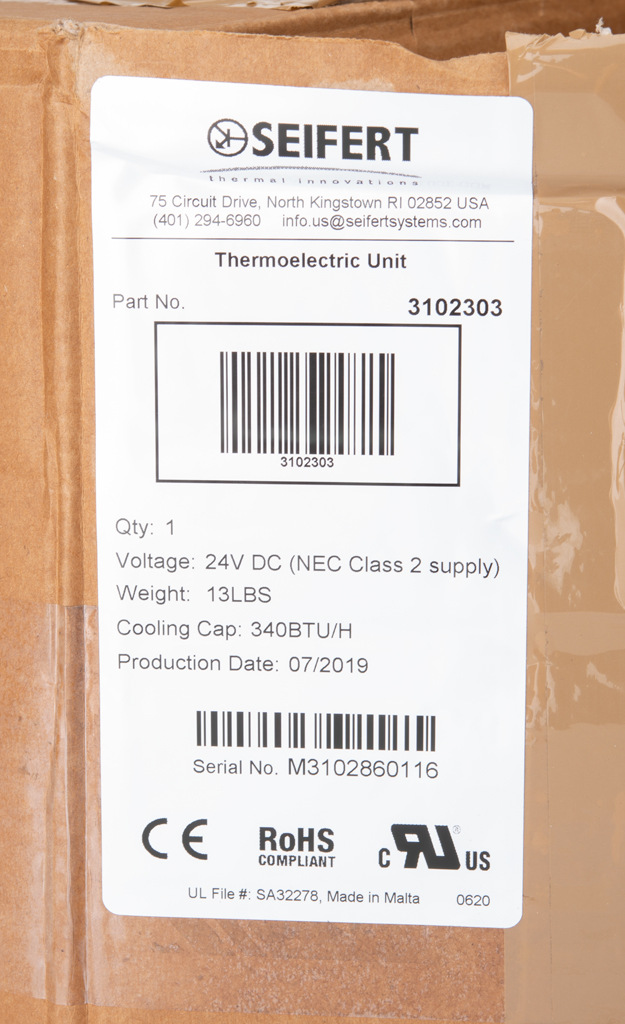 SEIFERT
thermal innovations
75 Circuit Drive, North Kingstown RI 02852 USA
(401) 294-6960 info.us@seifertsystems.com
Thermoelectric Unit
Part No. 3102303
3102303
Qty: 1
Voltage: 24V DC (NEC Class 2 supply)
Weight: 13LBS
Cooling Cap: 340BTU/H
Production Date: 07/2019
Serial No. M3102860116
CE
RoHS
COMPLIANT
C RU ® US
UL File #: SA32278, Made in Malta 0620